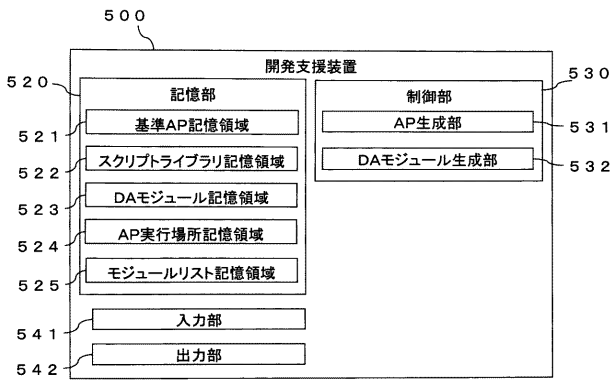 500
開発支援装置
520
記憶部
521
基準AP記憶領域
522
スクリプトライブラリ記憶領域
523
DAモジュール記憶領域
524
AP実行場所記憶領域
525
モジュールリスト記憶領域
530
制御部
AP生成部
531
DAモジュール生成部
532
541
入力部
542
出力部